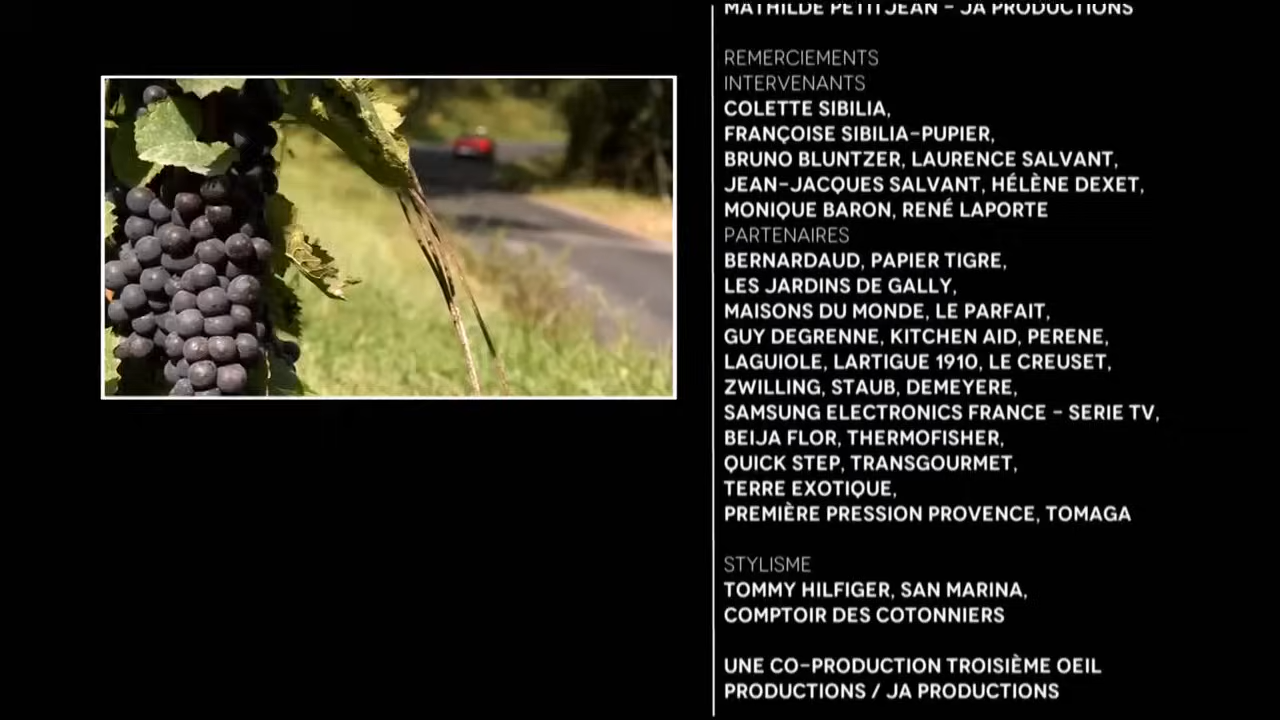 MATHILDE PETITJEAN - JA PRODUCTIONS
REMERCIEMENTS
INTERVENANTS
COLETTE SIBILIA,
FRANÇOISE SIBILIA-PUPIER,
BRUNO BLUNTZER, LAURENCE SALVANT,
JEAN-JACQUES SALVANT, HÉLÈNE DEXET,
MONIQUE BARON, RENÉ LAPORTE
PARTENAIRES
BERNARDAUD, PAPIER TIGRE,
LES JARDINS DE GALLY,
MAISONS DU MONDE, LE PARFAIT,
GUY DEGRENNE, KITCHEN AID, PERENE,
LAGUIOLE, LARTIGUE 1910, LE CREUSET,
ZWILLING, STAUB, DEMEYERE,
SAMSUNG ELECTRONICS FRANCE - SERIE TV,
BEIJA FLOR, THERMOFISHER,
QUICK STEP, TRANSGOURMET,
TERRE EXOTIQUE,
PREMIÈRE PRESSION PROVENCE, TOMAGA
STYLISME
TOMMY HILFIGER, SAN MARINA,
COMPTOIR DES COTONNIERS
UNE CO-PRODUCTION TROISIÈME OEIL
PRODUCTIONS / JA PRODUCTIONS